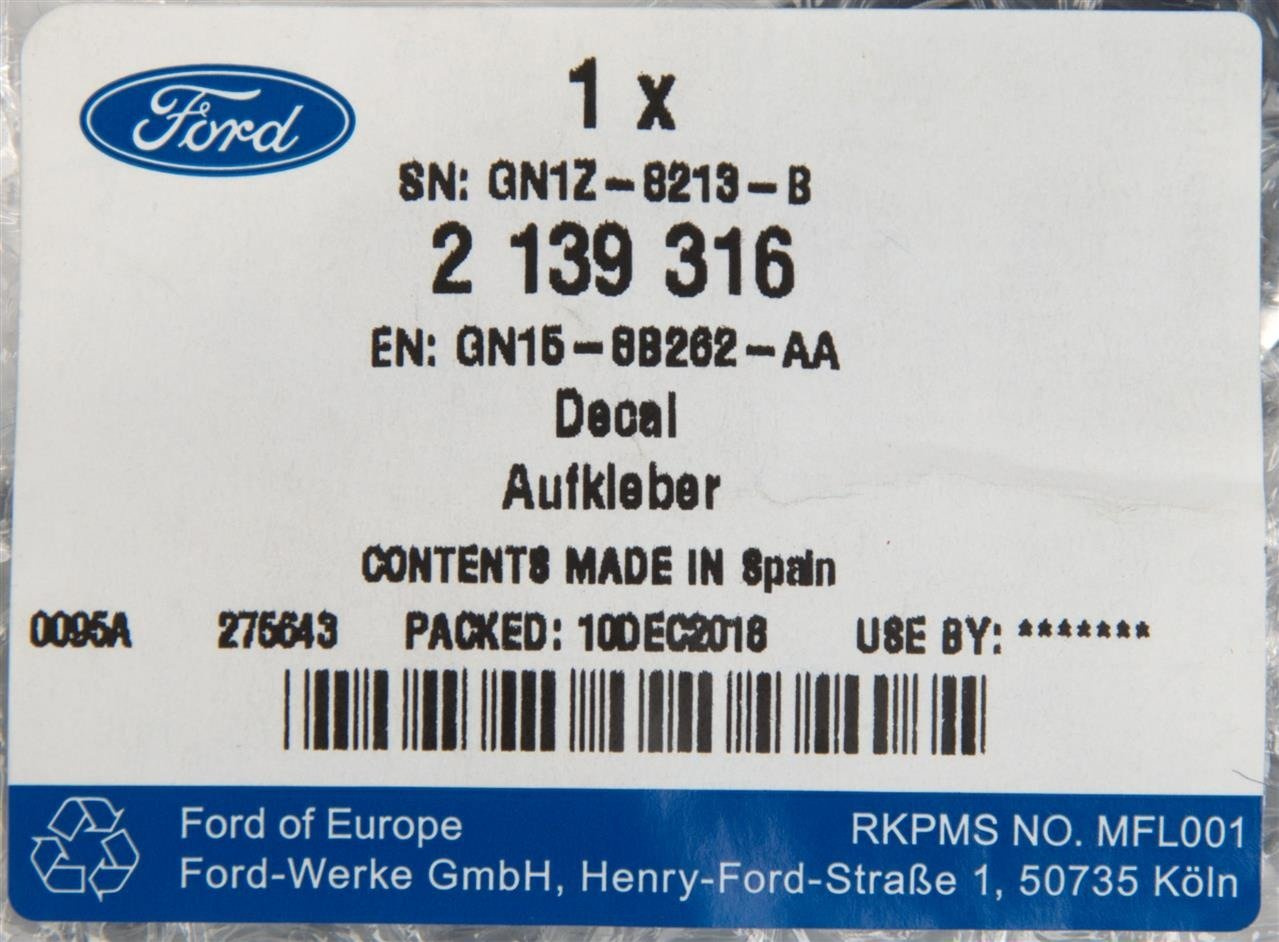 Ford
1 x
SN: GN1Z-8213-B
2 139 316
EN: GN15-8B262-AA
Decal
Aufkleber
CONTENTS MADE IN Spain
0095A 275643 PACKED: 10DEC2018 USE BY: *******
Ford of Europe
RKPMS NO. MFL001
Ford-Werke GmbH, Henry-Ford-Straße 1, 50735 Köln